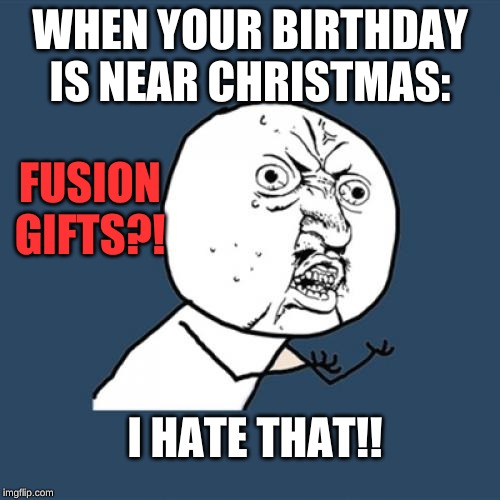 WHEN YOUR BIRTHDAY
IS NEAR CHRISTMAS:
FUSION
GIFTS?!
I HATE THAT!!
imgflip.com